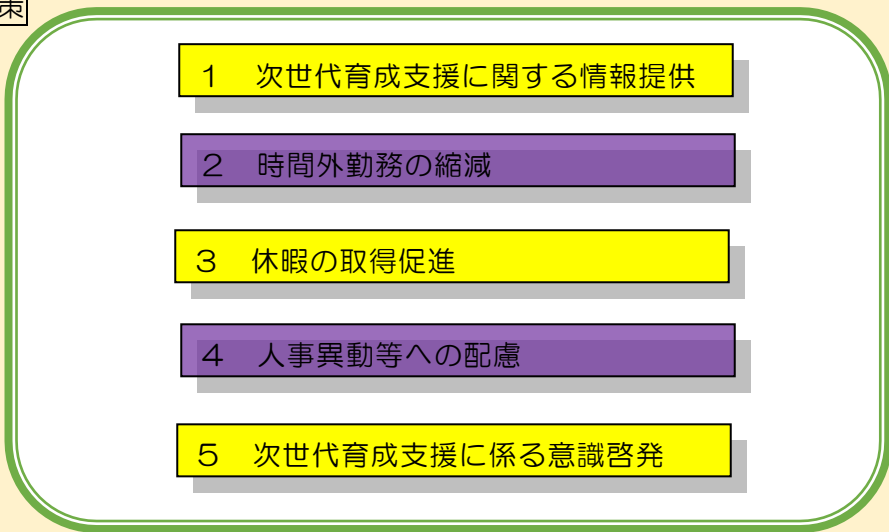 策
1　次世代育成支援に関する情報提供
2　時間外勤務の縮減
3　休暇の取得促進
4　人事異動等への配慮
5　次世代育成支援に係る意識啓発